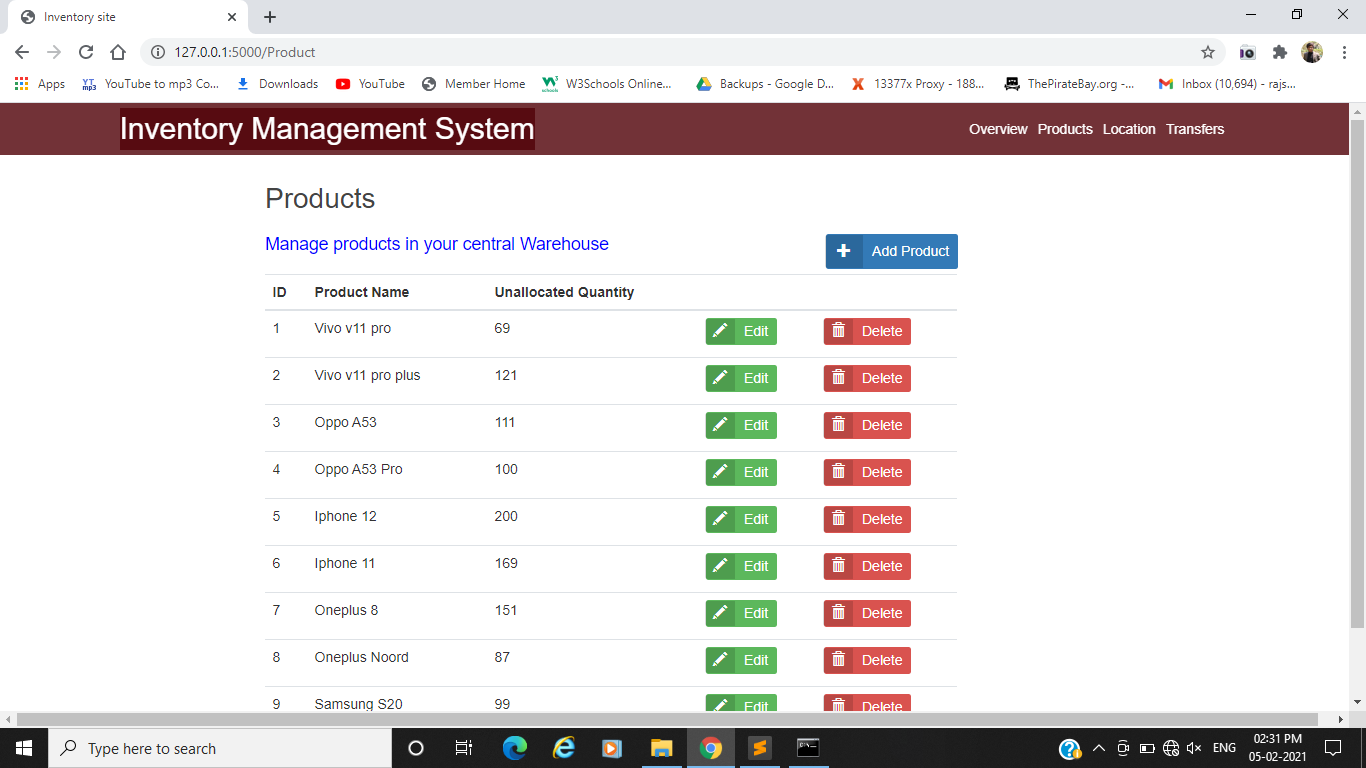 Inventory site
127.0.0.1:5000/Product
Apps YT mp3 YouTube to mp3 Co... Downloads YouTube Member Home W3 schools W3Schools Online... Backups - Google D... 13377x Proxy - 188... ThePirateBay.org -... Inbox (10,694) - rajs...
Inventory Management System Overview Products Location Transfers
Products
Manage products in your central Warehouse Add Product
ID Product Name Unallocated Quantity
1 Vivo v11 pro 69 Edit Delete
2 Vivo v11 pro plus 121 Edit Delete
3 Oppo A53 111 Edit Delete
4 Oppo A53 Pro 100 Edit Delete
5 Iphone 12 200 Edit Delete
6 Iphone 11 169 Edit Delete
7 Oneplus 8 151 Edit Delete
8 Oneplus Noord 87 Edit Delete
9 Samsung S20 99 Edit Delete
Type here to search ENG 02:31 PM
05-02-2021